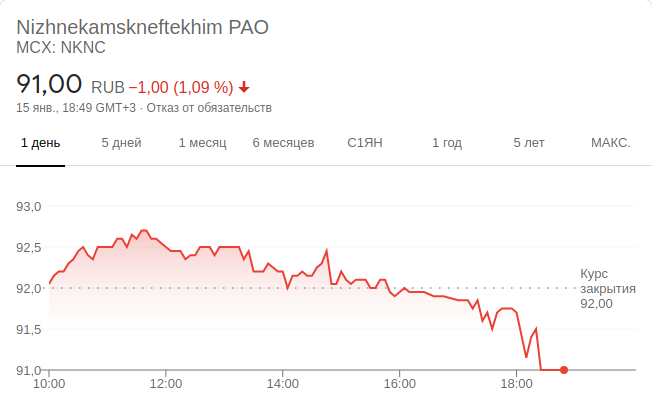 Nizhnekamskneftekhim PAO
MCX: NKNC
91,00 RUB −1,00 (1,09 %)
15 янв., 18:49 GMT+3 · Отказ от обязательств
1 день 5 дней 1 месяц 6 месяцев С1ЯН 1 год 5 лет МАКС.
93,0
92,5
92,0
91,5
91,0
Курс
закрытия
92,00
10:00 12:00 14:00 16:00 18:00